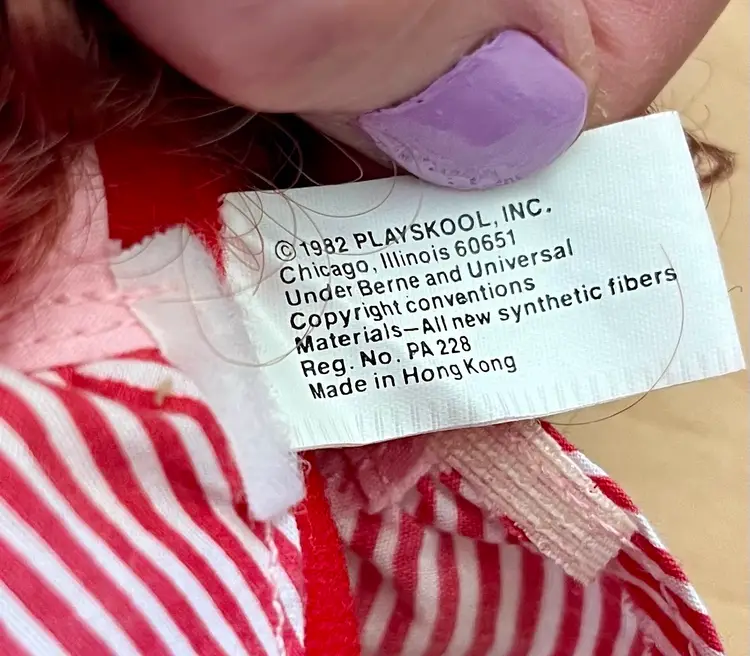 ©1982 PLAYSKOOL, INC.
Chicago, Illinois 60651
Under Berne and Universal
Copyright conventions
Materials—All new synthetic fibers
Reg. No. PA 228
Made in Hong Kong